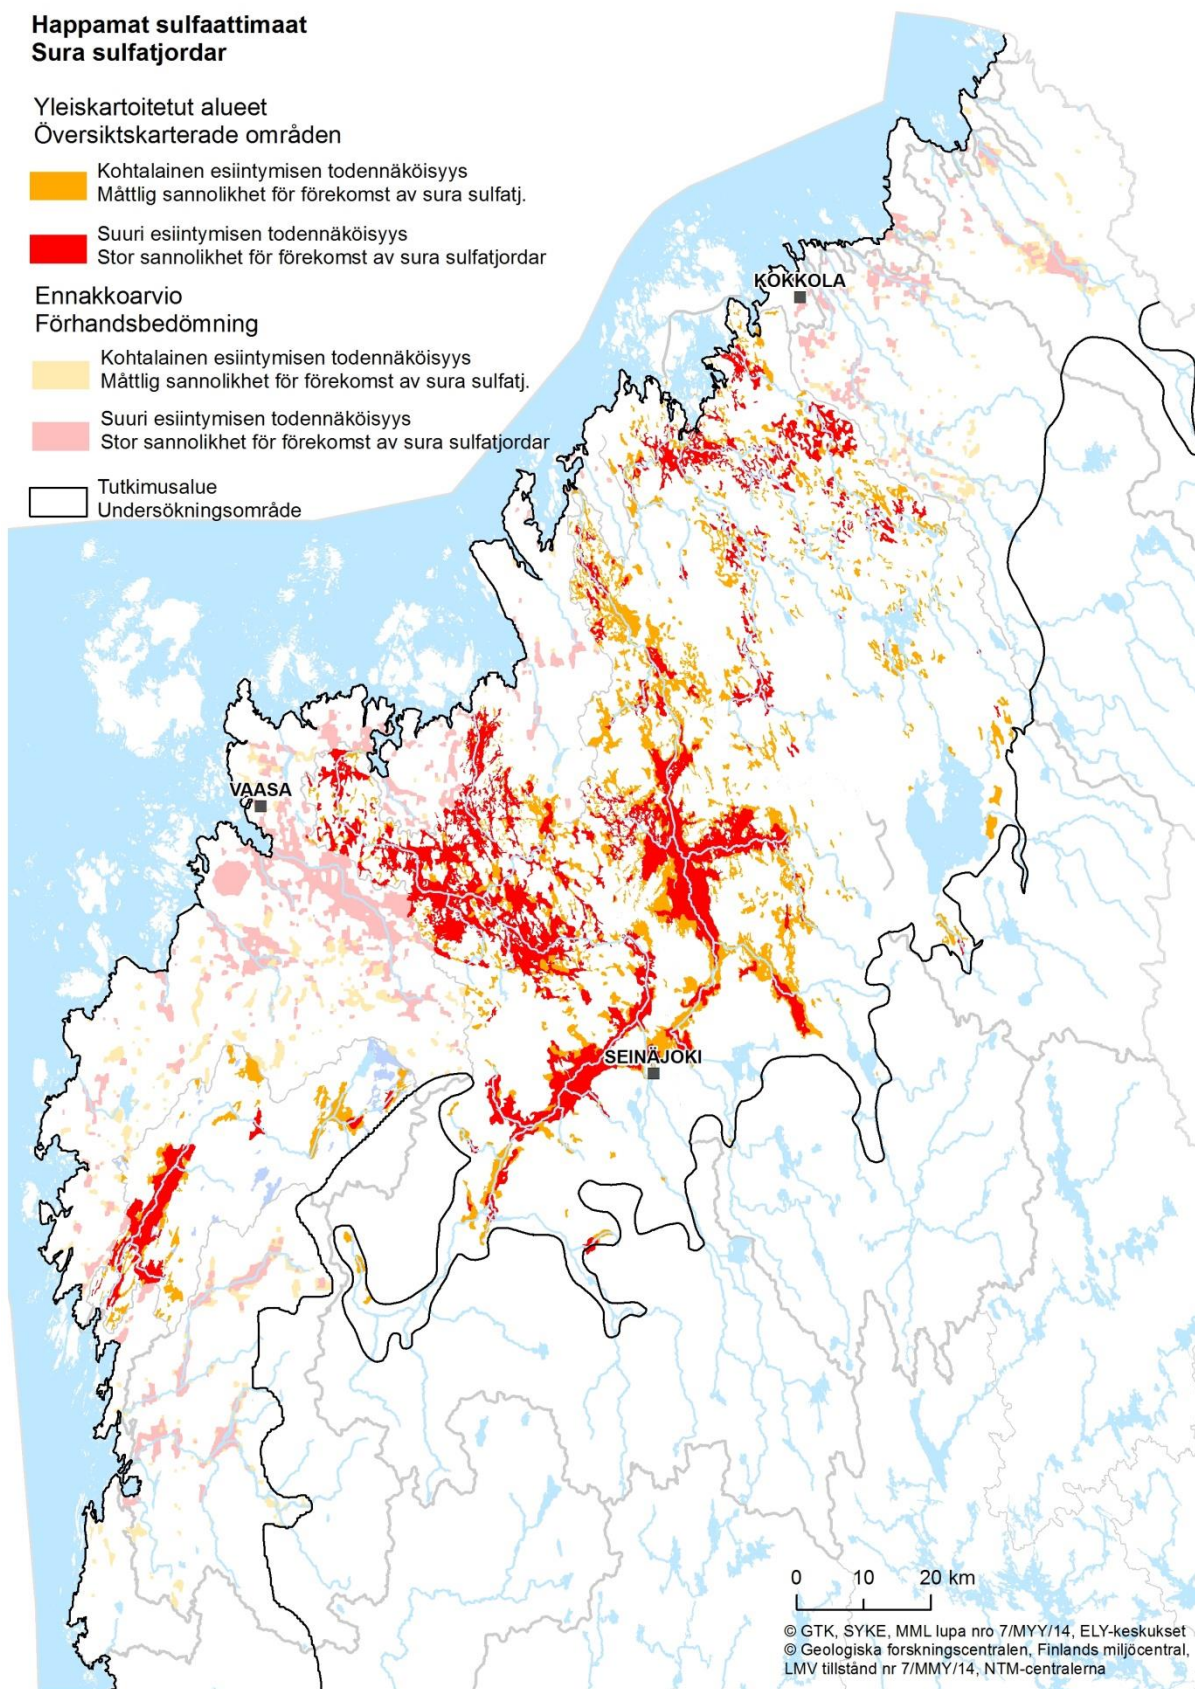 Happamat sulfaattimaat
Sura sulfatjordar
Yleiskartoitetut alueet
Översiktskarterade områden
Kohtalainen esiintymisen todennäköisyys
Måttlig sannolikhet för förekomst av sura sulfatj.
Suuri esiintymisen todennäköisyys
Stor sannolikhet för förekomst av sura sulfatjordar
Ennakkoarvio
Förhandsbedömning
Kohtalainen esiintymisen todennäköisyys
Måttlig sannolikhet för förekomst av sura sulfatj.
Suuri esiintymisen todennäköisyys
Stor sannolikhet för förekomst av sura sulfatjordar
Tutkimusalue
Undersökningsområde
KOKKOLA
VAASA
SEINÄJOKI
0 10 20 km
© GTK, SYKE, MML lupa nro 7/MYY/14, ELY-keskukset
© Geologiska forskningscentralen, Finlands miljöcentral,
LMV tillstånd nr 7/MMY/14, NTM-centralerna